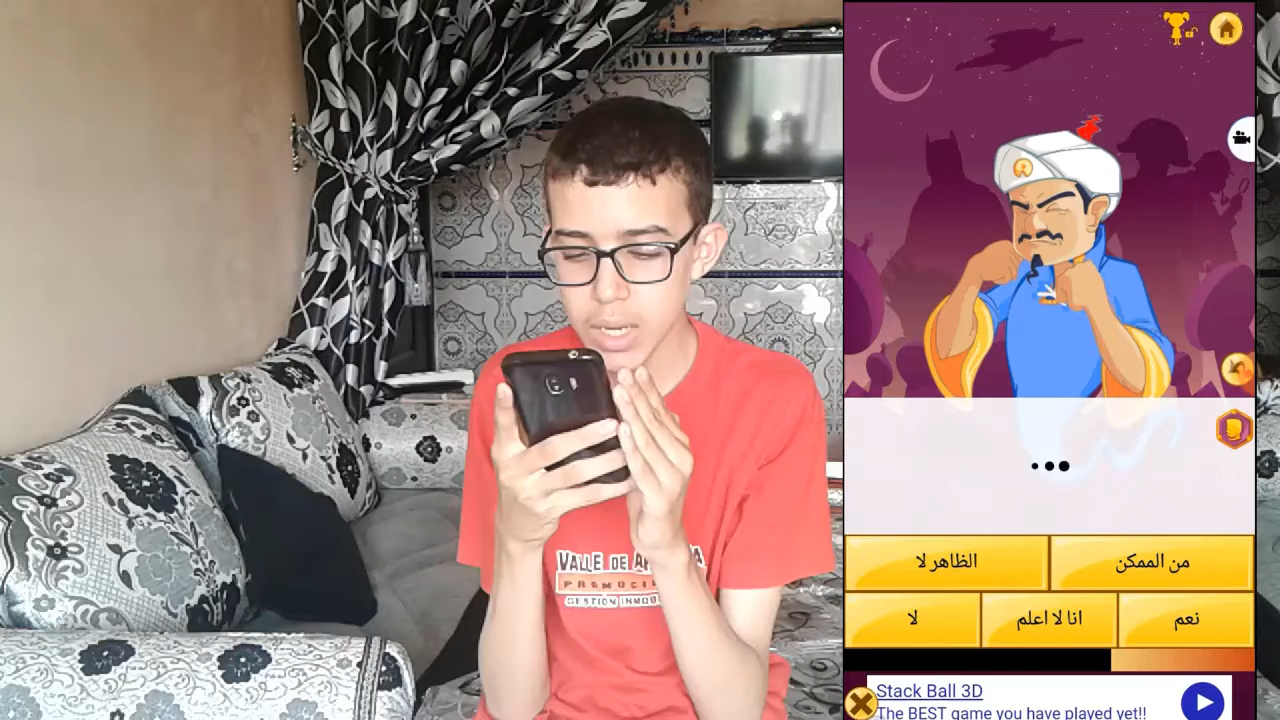 VALLE DE A
PROMOCI
GESTIÓN INMOB
الظاهر لا
من الممكن
لا
انا لا اعلم
نعم
Stack Ball 3D
The BEST game you have played yet!!